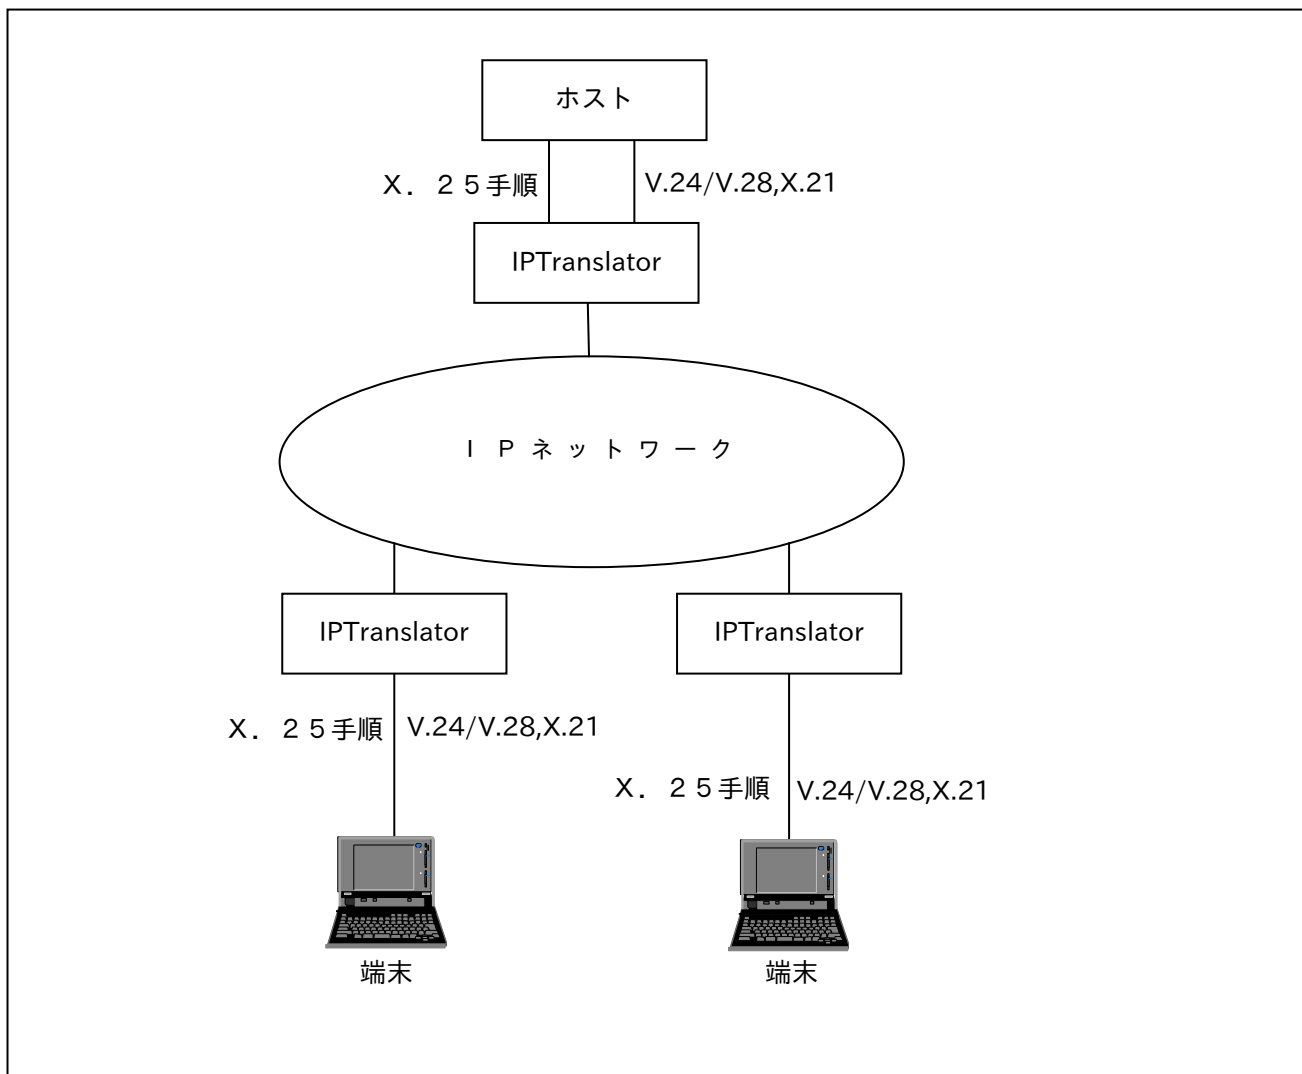 ホスト
X．２５手順 V.24/V.28,X.21
IPTranslator
ＩＰネットワーク
IPTranslator IPTranslator
X．２５手順 V.24/V.28,X.21
X．２５手順 V.24/V.28,X.21
端末 端末